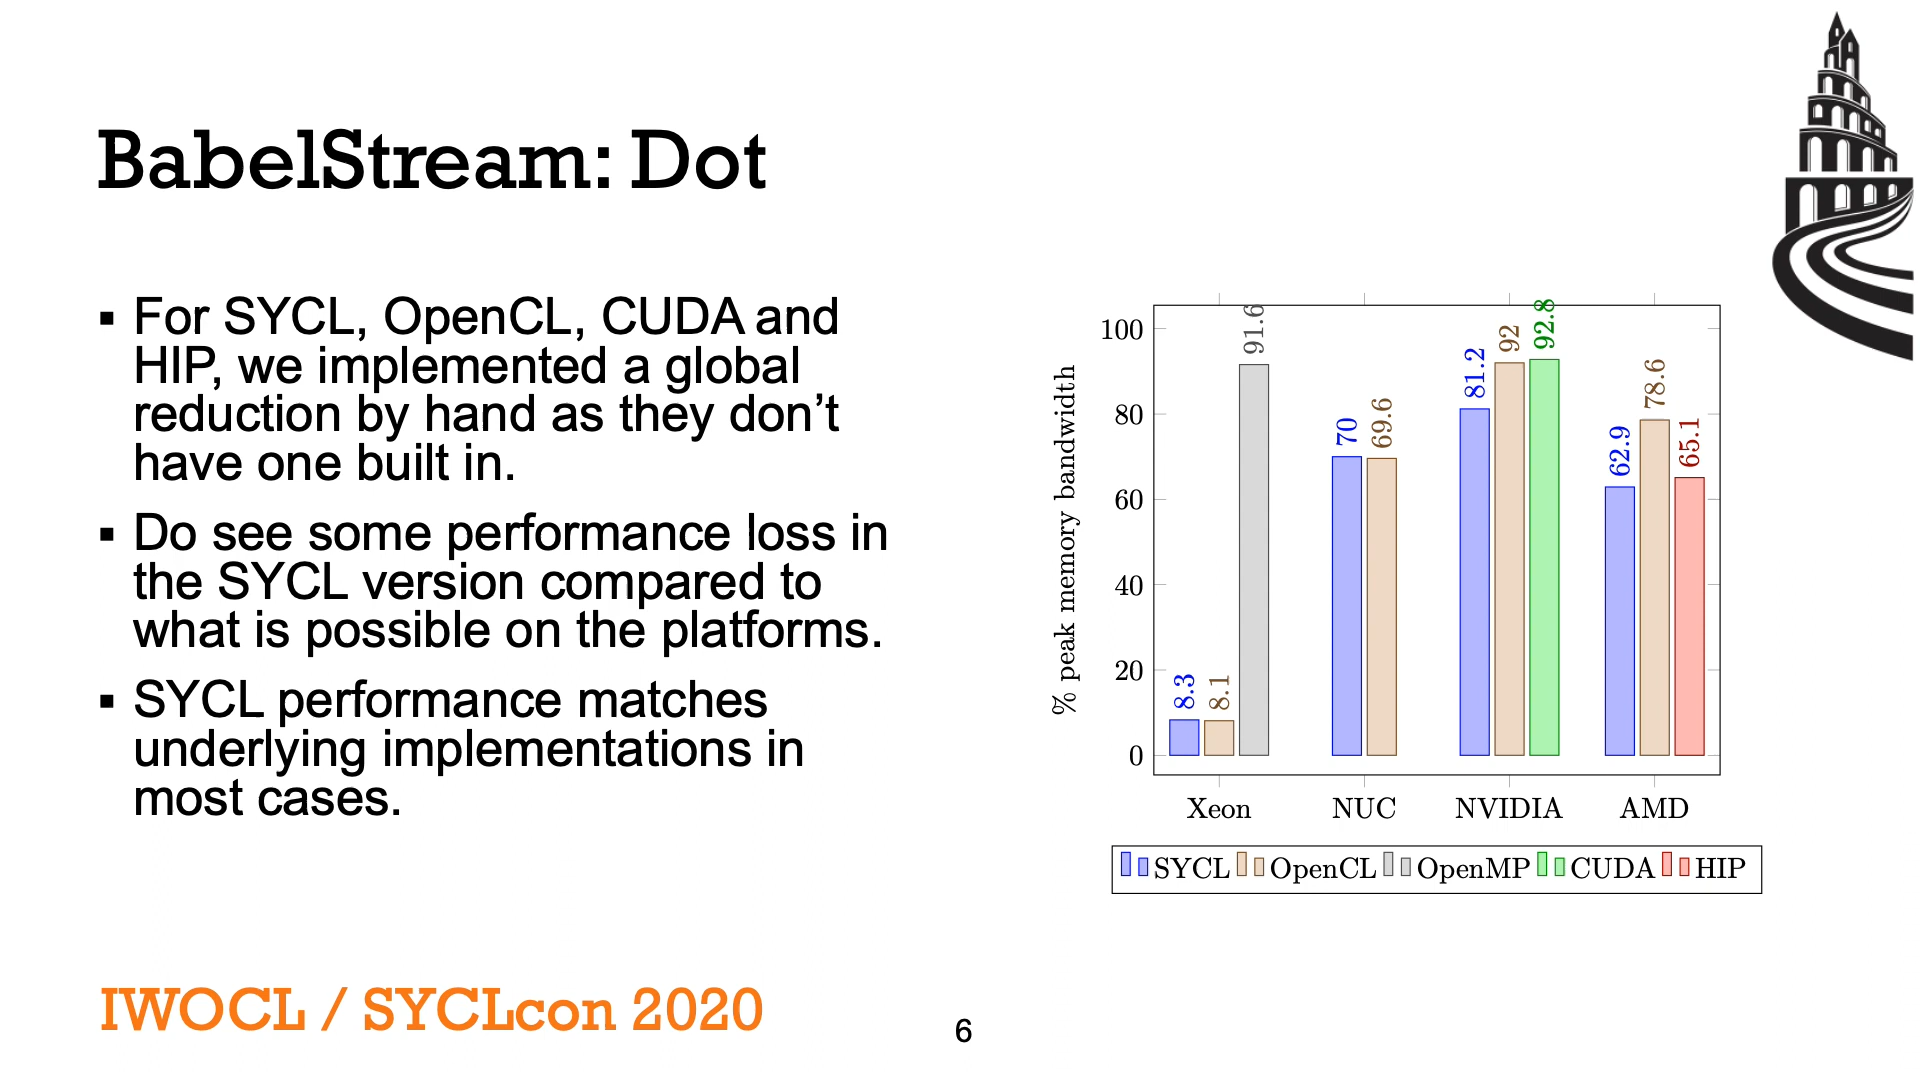 BabelStream: Dot
▪ For SYCL, OpenCL, CUDA and
HIP, we implemented a global
reduction by hand as they don’t
have one built in.
▪ Do see some performance loss in
the SYCL version compared to
what is possible on the platforms.
▪ SYCL performance matches
underlying implementations in
most cases.
% peak memory bandwidth
100
80
60
40
20
0
8.3
8.1
91.6
70
69.6
81.2
92
92.8
62.9
78.6
65.1
Xeon NUC NVIDIA AMD
SYCL OpenCL OpenMP CUDA HIP
IWOCL / SYCLcon 2020
6